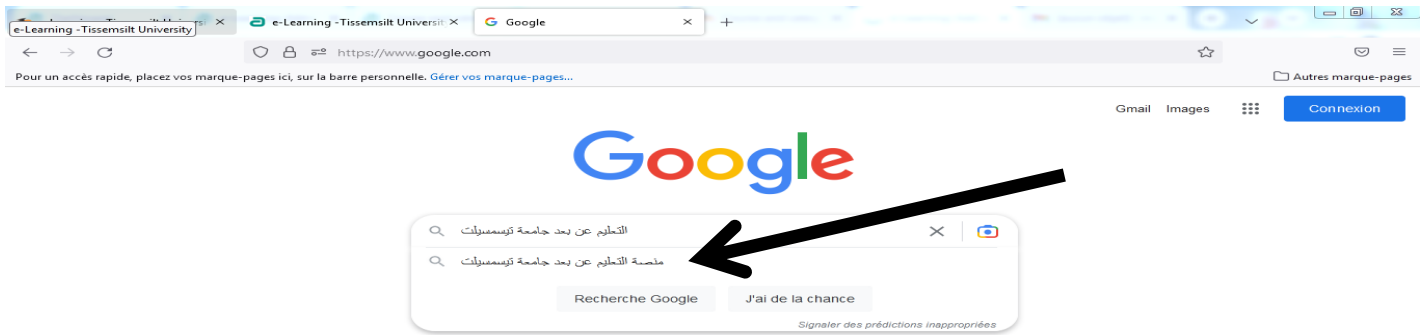 e-Learning -Tissemsilt Universit
Google
e-Learning -Tissemsilt University
https://www.google.com
Pour un accès rapide, placez vos marque-pages ici, sur la barre personnelle. Gérer vos marque-pages...
Autres marque-pages
Gmail Images Connexion
Google
التعليم عن بعد جامعة تيسمسيلت
منصة التعليم عن بعد جامعة تيسمسيلت
Recherche Google J'ai de la chance
Signaler des prédictions inappropriées